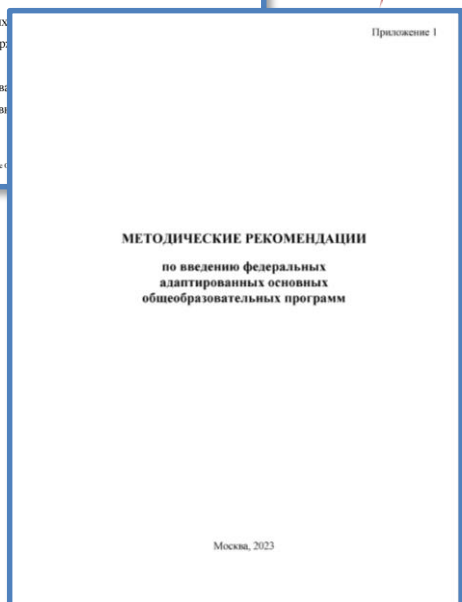 Приложение 1
МЕТОДИЧЕСКИЕ РЕКОМЕНДАЦИИ
по введению федеральных
адаптированных основных
общеобразовательных программ
Москва, 2023